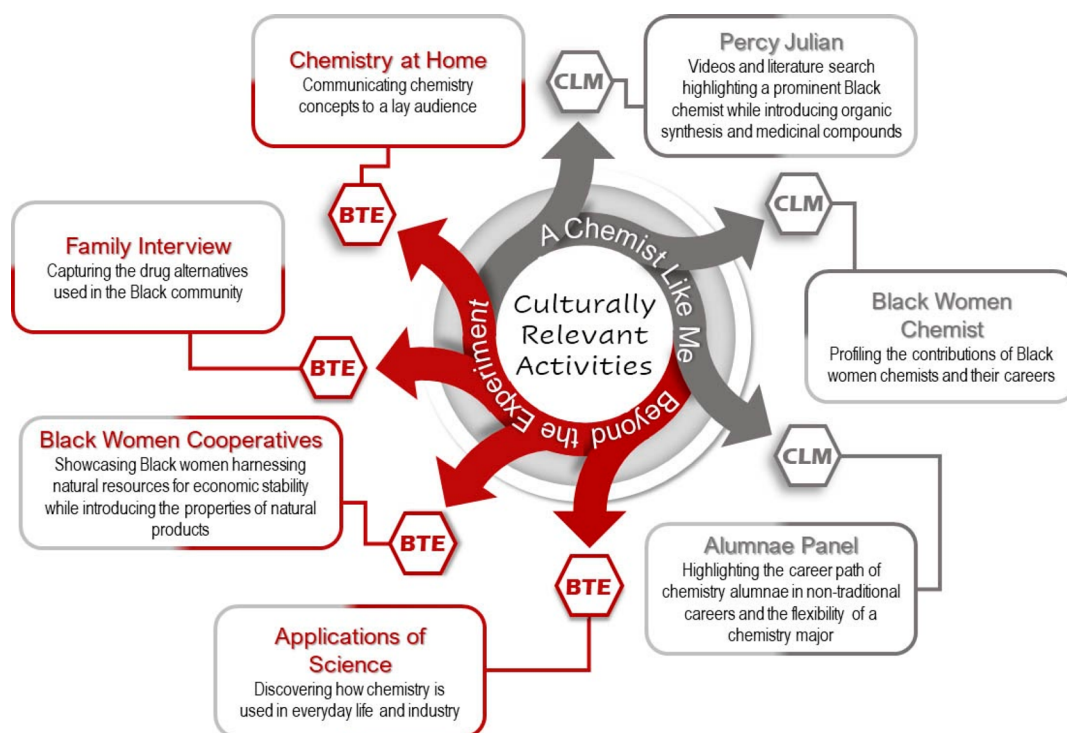 Chemistry at Home
Communicating chemistry
concepts to a lay audience
BTE
CLM
Percy Julian
Videos and literature search
highlighting a prominent Black
chemist while introducing organic
synthesis and medicinal compounds
CLM
Black Women
Chemist
Profiling the contributions of Black
women chemists and their careers
Family Interview
Capturing the drug alternatives
used in the Black community
BTE
A Chemist Like Me
Culturally
Relevant
Activities
Beyond the Experiment
Black Women Cooperatives
Showcasing Black women harnessing
natural resources for economic stability
while introducing the properties of natural
products
BTE
CLM
Alumnae Panel
Highlighting the career path of
chemistry alumnae in non-traditional
careers and the flexibility of a
chemistry major
BTE
Applications of
Science
Discovering how chemistry is
used in everyday life and industry